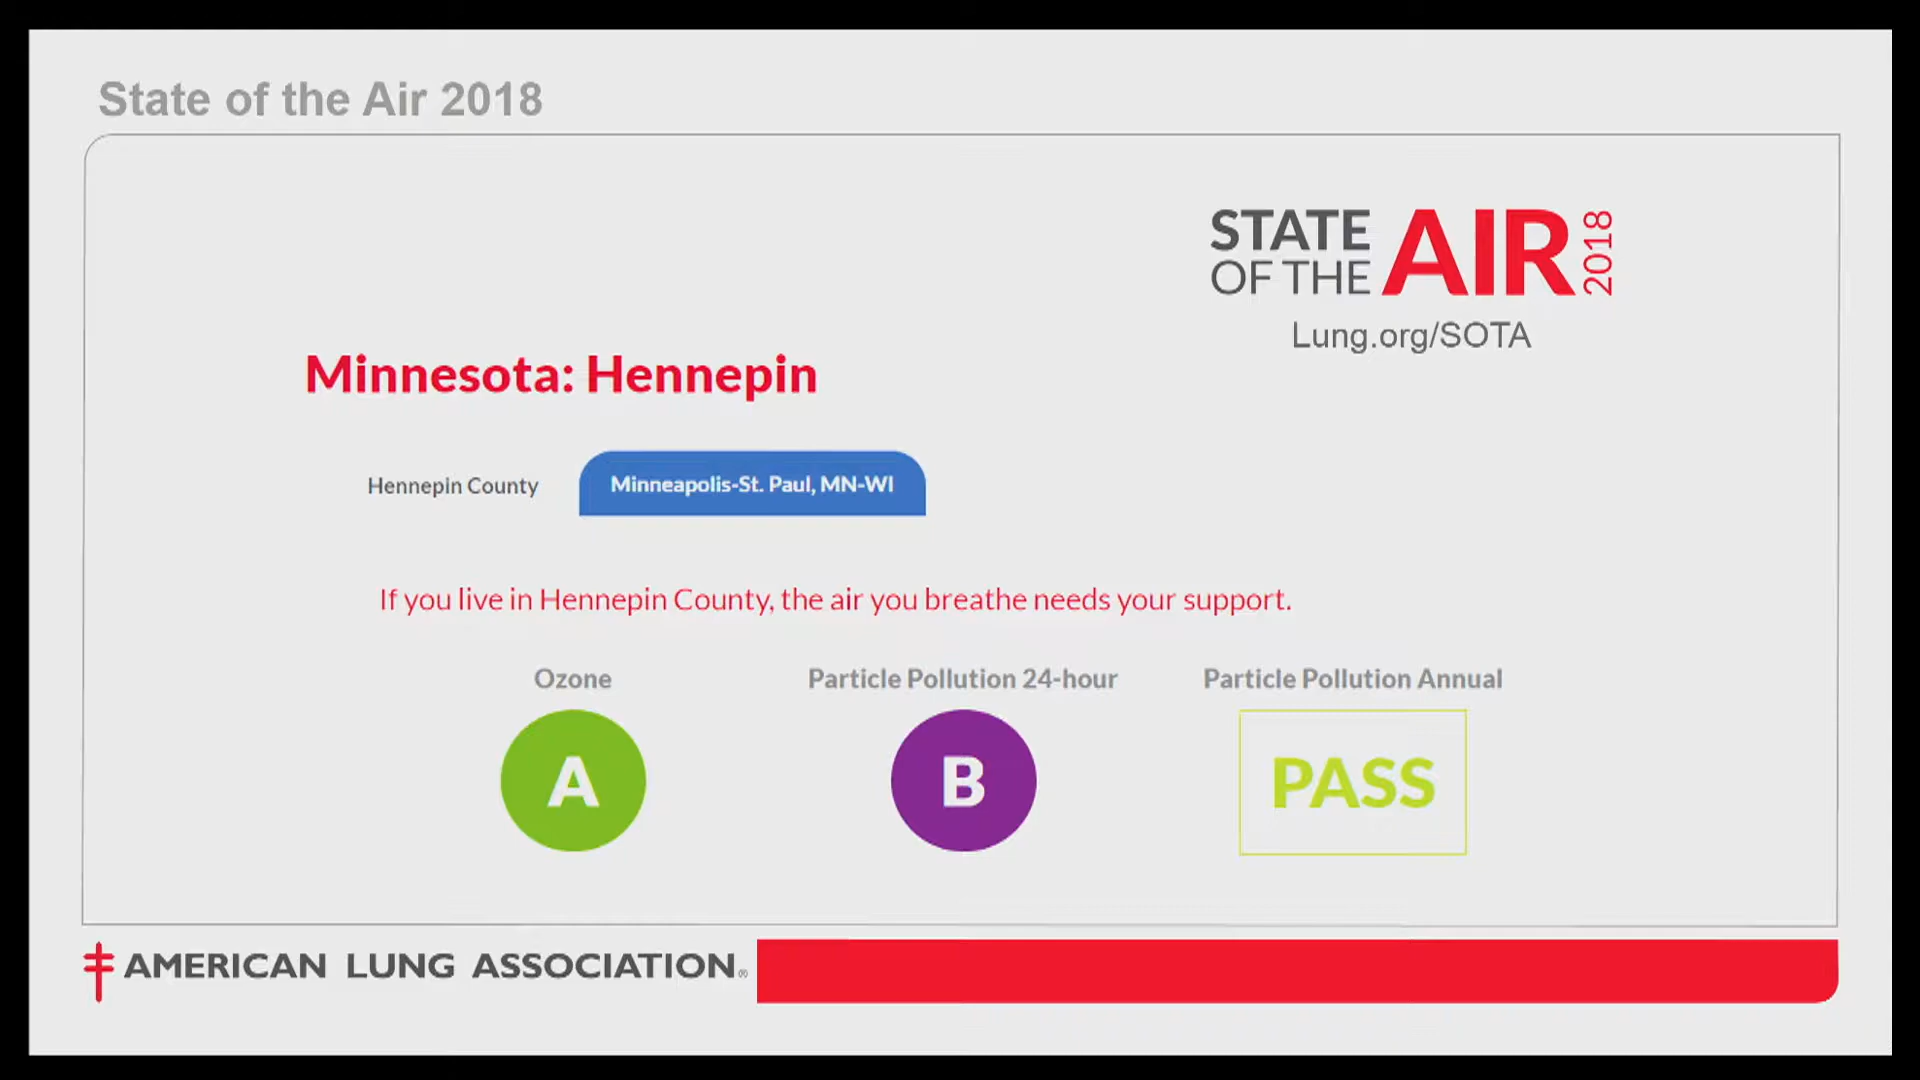 State of the Air 2018
STATE
OF THE
AIR
2018
Lung.org/SOTA
Minnesota: Hennepin
Hennepin County
Minneapolis-St. Paul, MN-WI
If you live in Hennepin County, the air you breathe needs your support.
Ozone
Particle Pollution 24-hour
Particle Pollution Annual
A
B
PASS
AMERICAN LUNG ASSOCIATION®